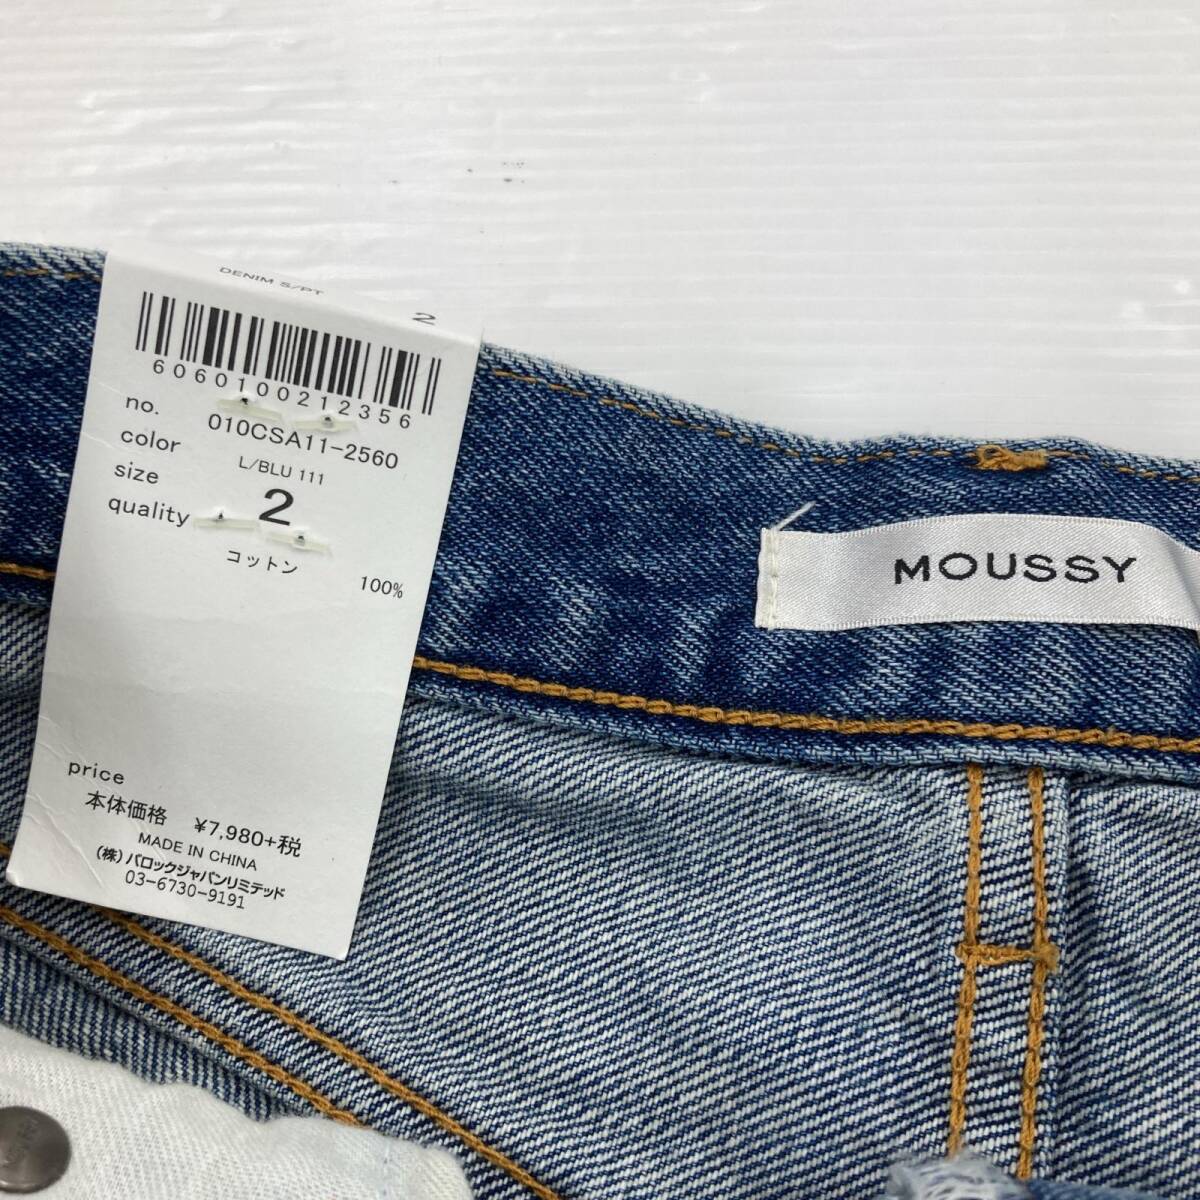 DENIM S/PT
2
6060100212356
no. 010CSA11-2560
color L/BLU 111
size 2
quality コットン 100%
price
本体価格 ¥7,980+税
MADE IN CHINA
(株)バロックジャパンリミテッド
03-6730-9191
MOUSSY